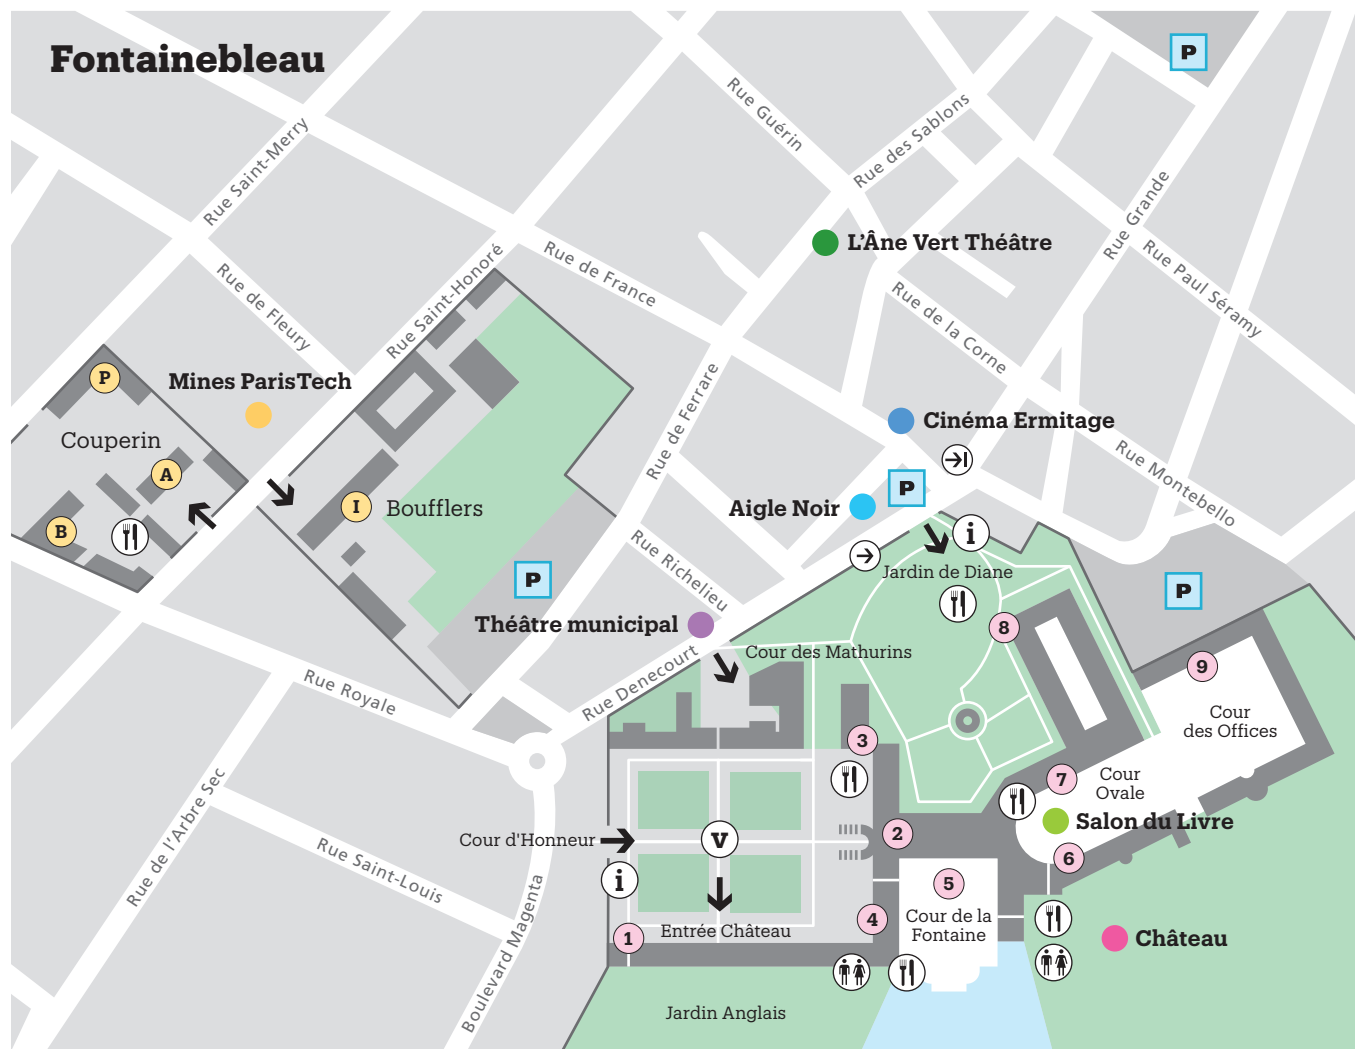 Fontainebleau
P
Rue Guérin
Rue des Sablons
Rue Saint-Merry
Rue Grande
L'Âne Vert Théâtre
Rue de France
Rue Paul Séramy
Rue Saint-Honoré
Rue de Fleury
Rue de la Corne
P
Mines ParisTech
Rue de Ferrare
Cinéma Ermitage
Couperin
A
Rue Montebello
P
Aigle Noir
I
Boufflers
B
i
Rue Richelieu
Jardin de Diane
P
P
Théâtre municipal
8
Cour des Mathurins
9
Rue Denecourt
Rue Royale
Cour
des Offices
3
7
Cour
Ovale
Rue de l'Arbre Sec
Salon du Livre
Cour d'Honneur
V
2
6
Rue Saint-Louis
i
5
Cour de la
Fontaine
4
Boulevard Magenta
1
Entrée Château
Château
Jardin Anglais